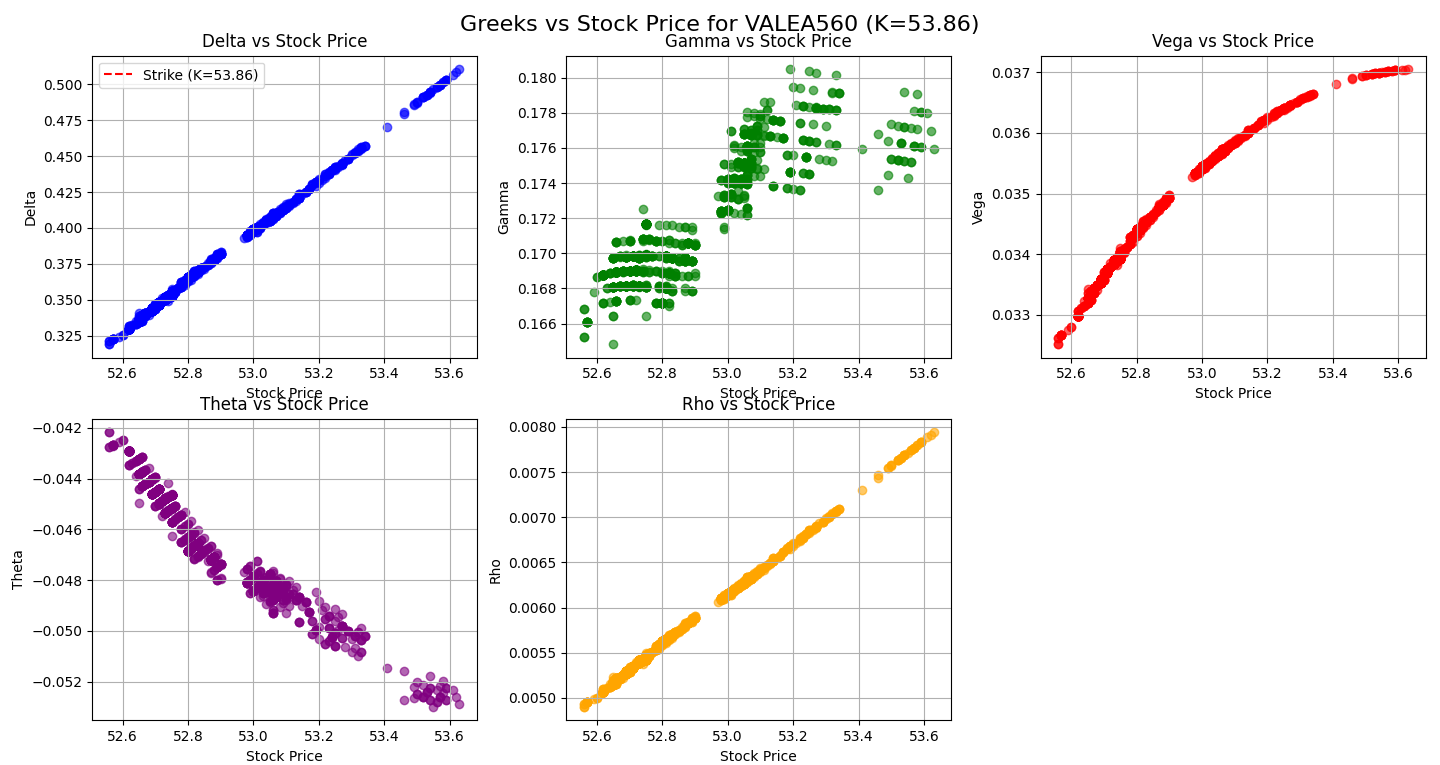 Greeks vs Stock Price for VALEA560 (K=53.86)
Delta vs Stock Price
Strike (K=53.86)
0.500
0.475
0.450
0.425
0.400
0.375
0.350
0.325
Delta
52.6 52.8 53.0 53.2 53.4 53.6
Stock Price
Gamma vs Stock Price
0.180
0.178
0.176
0.174
0.172
0.170
0.168
0.166
Gamma
52.6 52.8 53.0 53.2 53.4 53.6
Stock Price
Vega vs Stock Price
0.037
0.036
0.035
0.034
0.033
Vega
52.6 52.8 53.0 53.2 53.4 53.6
Stock Price
Theta vs Stock Price
−0.042
−0.044
−0.046
−0.048
−0.050
−0.052
Theta
52.6 52.8 53.0 53.2 53.4 53.6
Stock Price
Rho vs Stock Price
0.0080
0.0075
0.0070
0.0065
0.0060
0.0055
0.0050
Rho
52.6 52.8 53.0 53.2 53.4 53.6
Stock Price